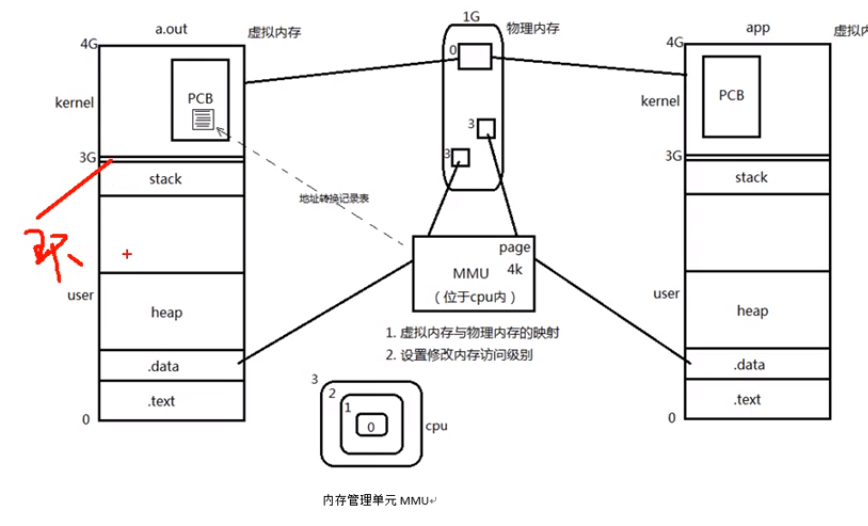 a.out
虚拟内存
4G
kernel
PCB
3G
stack
user
heap
.data
.text
0
1G
物理内存
0
3
3
地址转换记录表
page
4k
MMU
(位于cpu内)
1. 虚拟内存与物理内存的映射
2. 设置修改内存访问级别
3
2
1
0
cpu
app
虚拟内
4G
kernel
PCB
3G
stack
user
heap
.data
.text
0
内存管理单元 MMU↵